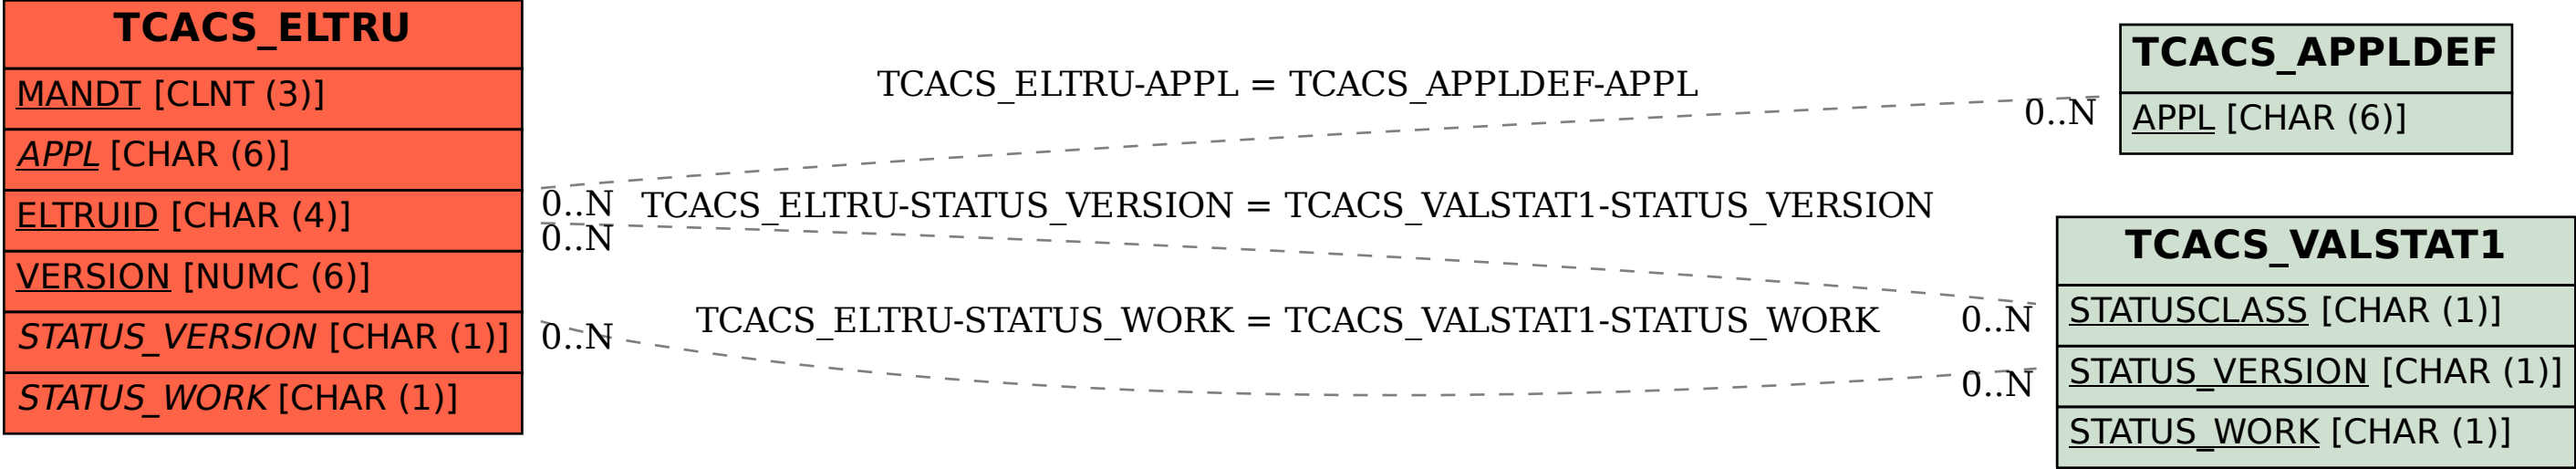 TCACS_ELTRU
MANDT [CLNT (3)]
APPL [CHAR (6)]
ELTRUID [CHAR (4)]
VERSION [NUMC (6)]
STATUS_VERSION [CHAR (1)]
STATUS_WORK [CHAR (1)]
TCACS_ELTRU-APPL = TCACS_APPLDEF-APPL
0..N
0..N
TCACS_ELTRU-STATUS_VERSION = TCACS_VALSTAT1-STATUS_VERSION
0..N
0..N
TCACS_ELTRU-STATUS_WORK = TCACS_VALSTAT1-STATUS_WORK
0..N
0..N
TCACS_APPLDEF
APPL [CHAR (6)]
TCACS_VALSTAT1
STATUSCLASS [CHAR (1)]
STATUS_VERSION [CHAR (1)]
STATUS_WORK [CHAR (1)]